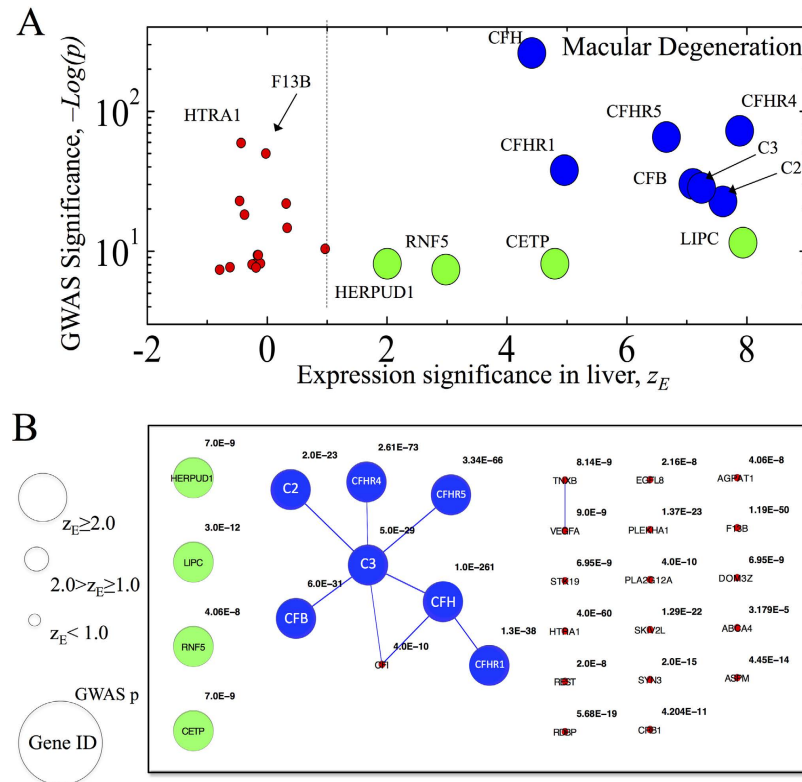 A
GWAS Significance, –Log(p)
10²
10¹
CFH
Macular Degeneration
F13B
HTRA1
CFHR5
CFHR4
CFHR1
C3
CFB
C2
RNF5
CETP
LIPC
HERPUD1
-2 0 2 4 6 8
Expression significance in liver, z_E
B
z_E≥2.0
2.0>z_E≥1.0
z_E< 1.0
GWAS p
Gene ID
7.0E-9
HERPUD1
3.0E-12
LIPC
4.06E-8
RNF5
7.0E-9
CETP
2.0E-23
C2
2.61E-73
CFHR4
3.34E-66
CFHR5
5.0E-29
C3
6.0E-31
CFB
1.0E-261
CFH
4.0E-10
CFI
1.3E-38
CFHR1
8.14E-9
TNXB
9.0E-9
VEGFA
6.95E-9
STK19
4.0E-60
HTRA1
2.0E-8
REST
5.68E-19
RDBP
2.16E-8
EGFL8
1.37E-23
PLEKHA1
4.0E-10
PLA2G12A
1.29E-22
SKIV2L
2.0E-15
SYN3
4.204E-11
4.06E-8
AGPAT1
1.19E-50
F13B
6.95E-9
DOM3Z
3.179E-5
ABCA4
4.45E-14
ASPM